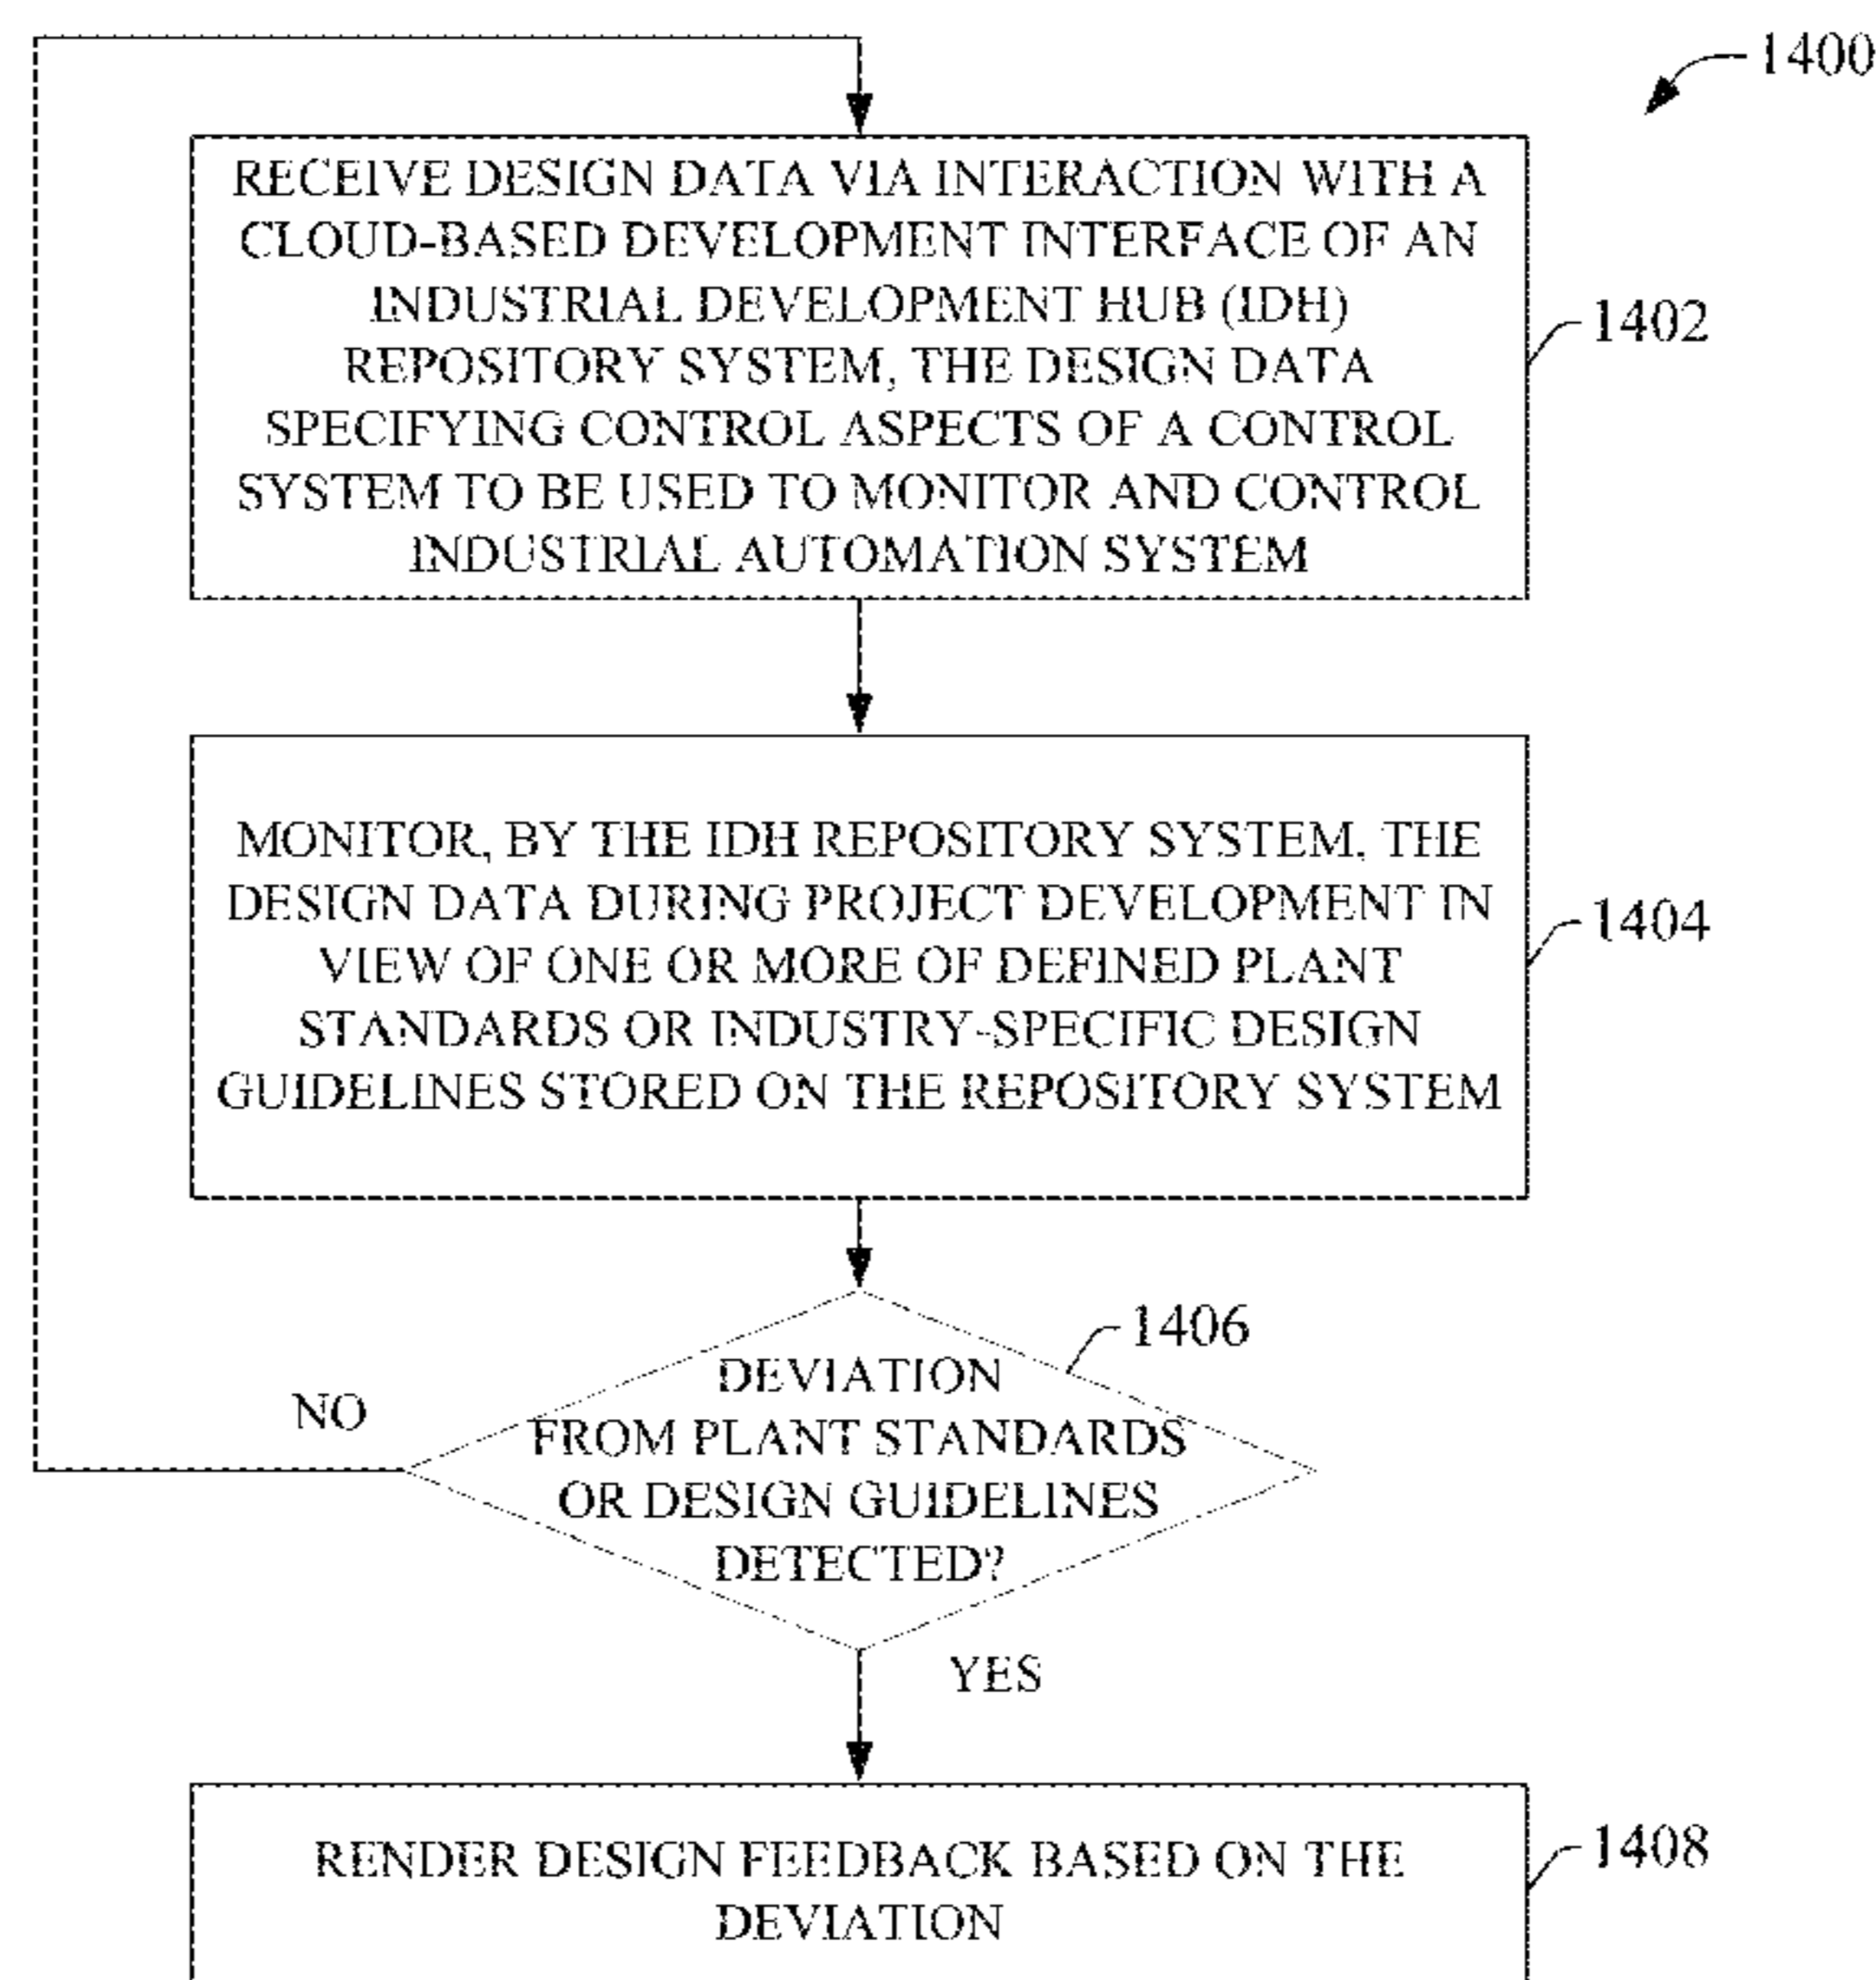 1400
RECEIVE DESIGN DATA VIA INTERACTION WITH A
CLOUD-BASED DEVELOPMENT INTERFACE OF AN
INDUSTRIAL DEVELOPMENT HUB (IDH)
REPOSITORY SYSTEM, THE DESIGN DATA
SPECIFYING CONTROL ASPECTS OF A CONTROL
SYSTEM TO BE USED TO MONITOR AND CONTROL
INDUSTRIAL AUTOMATION SYSTEM
1402
MONITOR, BY THE IDH REPOSITORY SYSTEM, THE
DESIGN DATA DURING PROJECT DEVELOPMENT IN
VIEW OF ONE OR MORE OF DEFINED PLANT
STANDARDS OR INDUSTRY-SPECIFIC DESIGN
GUIDELINES STORED ON THE REPOSITORY SYSTEM
1404
1406
DEVIATION
FROM PLANT STANDARDS
OR DESIGN GUIDELINES
DETECTED?
NO
YES
RENDER DESIGN FEEDBACK BASED ON THE
DEVIATION
1408